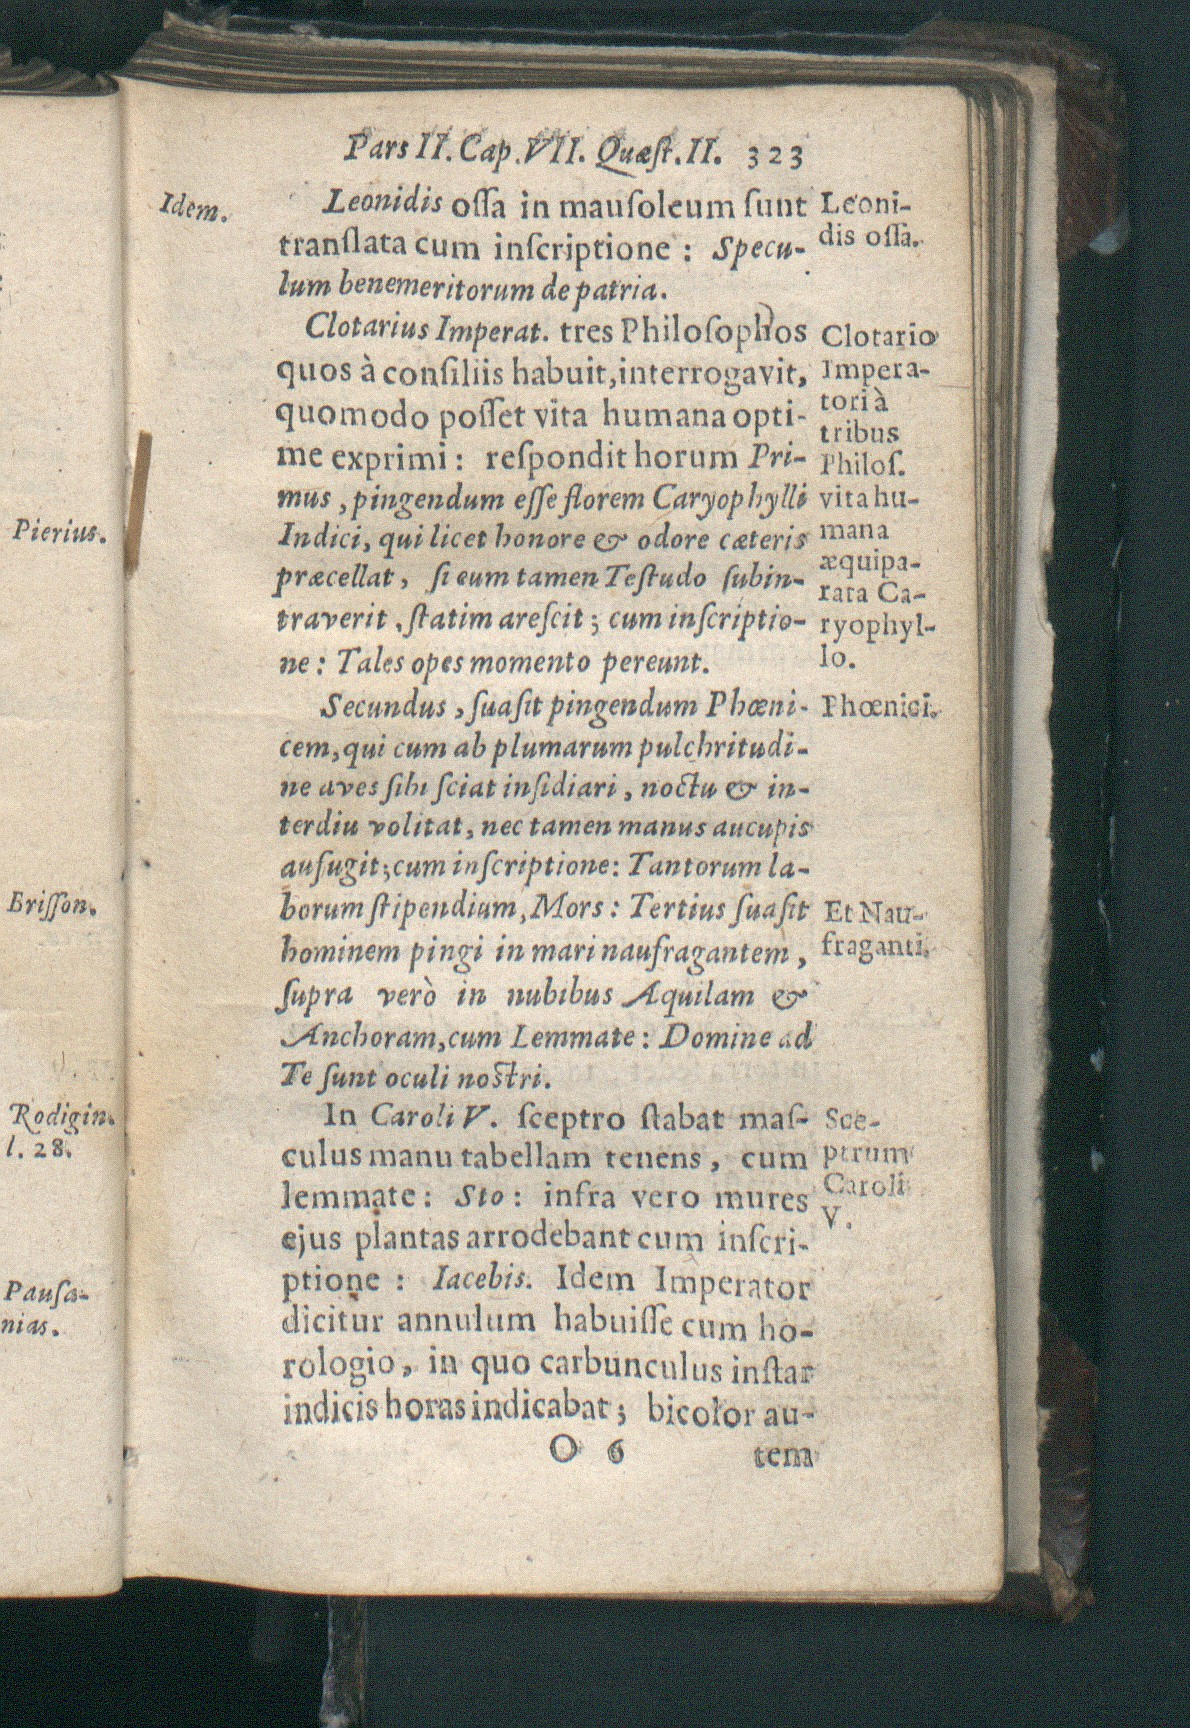 Pierius.
Brisson.
Rodigin.
l. 28.
Pausa-
nias.
Pars II. Cap. VII. Quæſt. II. 323
Idem.
Leonidis oſſa in mauſoleum ſunt
tranſlata cum inſcriptione : Specu-
lum benemeritorum de patria.
Clotarius Imperat. tres Philoſophos
quos à conſiliis habuit, interrogavit,
quomodo poſſet vita humana opti-
me exprimi : reſpondit horum Pri-
mus, pingendum eſſe florem Caryophylli
Indici, qui licet honore & odore cæteris
præcellat, ſi eum tamen Teſtudo ſubin-
traverit, ſtatim areſcit ; cum inſcriptio-
ne : Tales opes momento pereunt.
Secundus, ſuaſit pingendum Phœni-
cem, qui cum ab plumarum pulchritudi-
ne aves ſibi ſciat inſidiari, noctu & in-
terdiu volitat, nec tamen manus aucupis
aufugit; cum inſcriptione: Tantorum la-
borum ſtipendium, Mors : Tertius ſuaſit
hominem pingi in mari naufragantem,
ſupra verò in nubibus Aquilam &
Anchoram, cum Lemmate : Domine ad
Te ſunt oculi noſtri.
In Caroli V. ſceptro ſtabat maſ-
culus manu tabellam tenens, cum
lemmate : Sto : infra vero mures
ejus plantas arrodebant cum inſcri-
ptione : Iacebis. Idem Imperator
dicitur annulum habuiſſe cum ho-
rologio, in quo carbunculus inſtar
indicis horas indicabat ; bicolor au-
O 6 tem
Leoni-
dis oſſa.
Clotario
Impera-
tori à
tribus
Philoſ.
vita hu-
mana
æquipa-
rata Ca-
ryophyl-
lo.
Phœnici.
Et Nau-
fraganti.
Sce-
ptrum
Caroli
V.